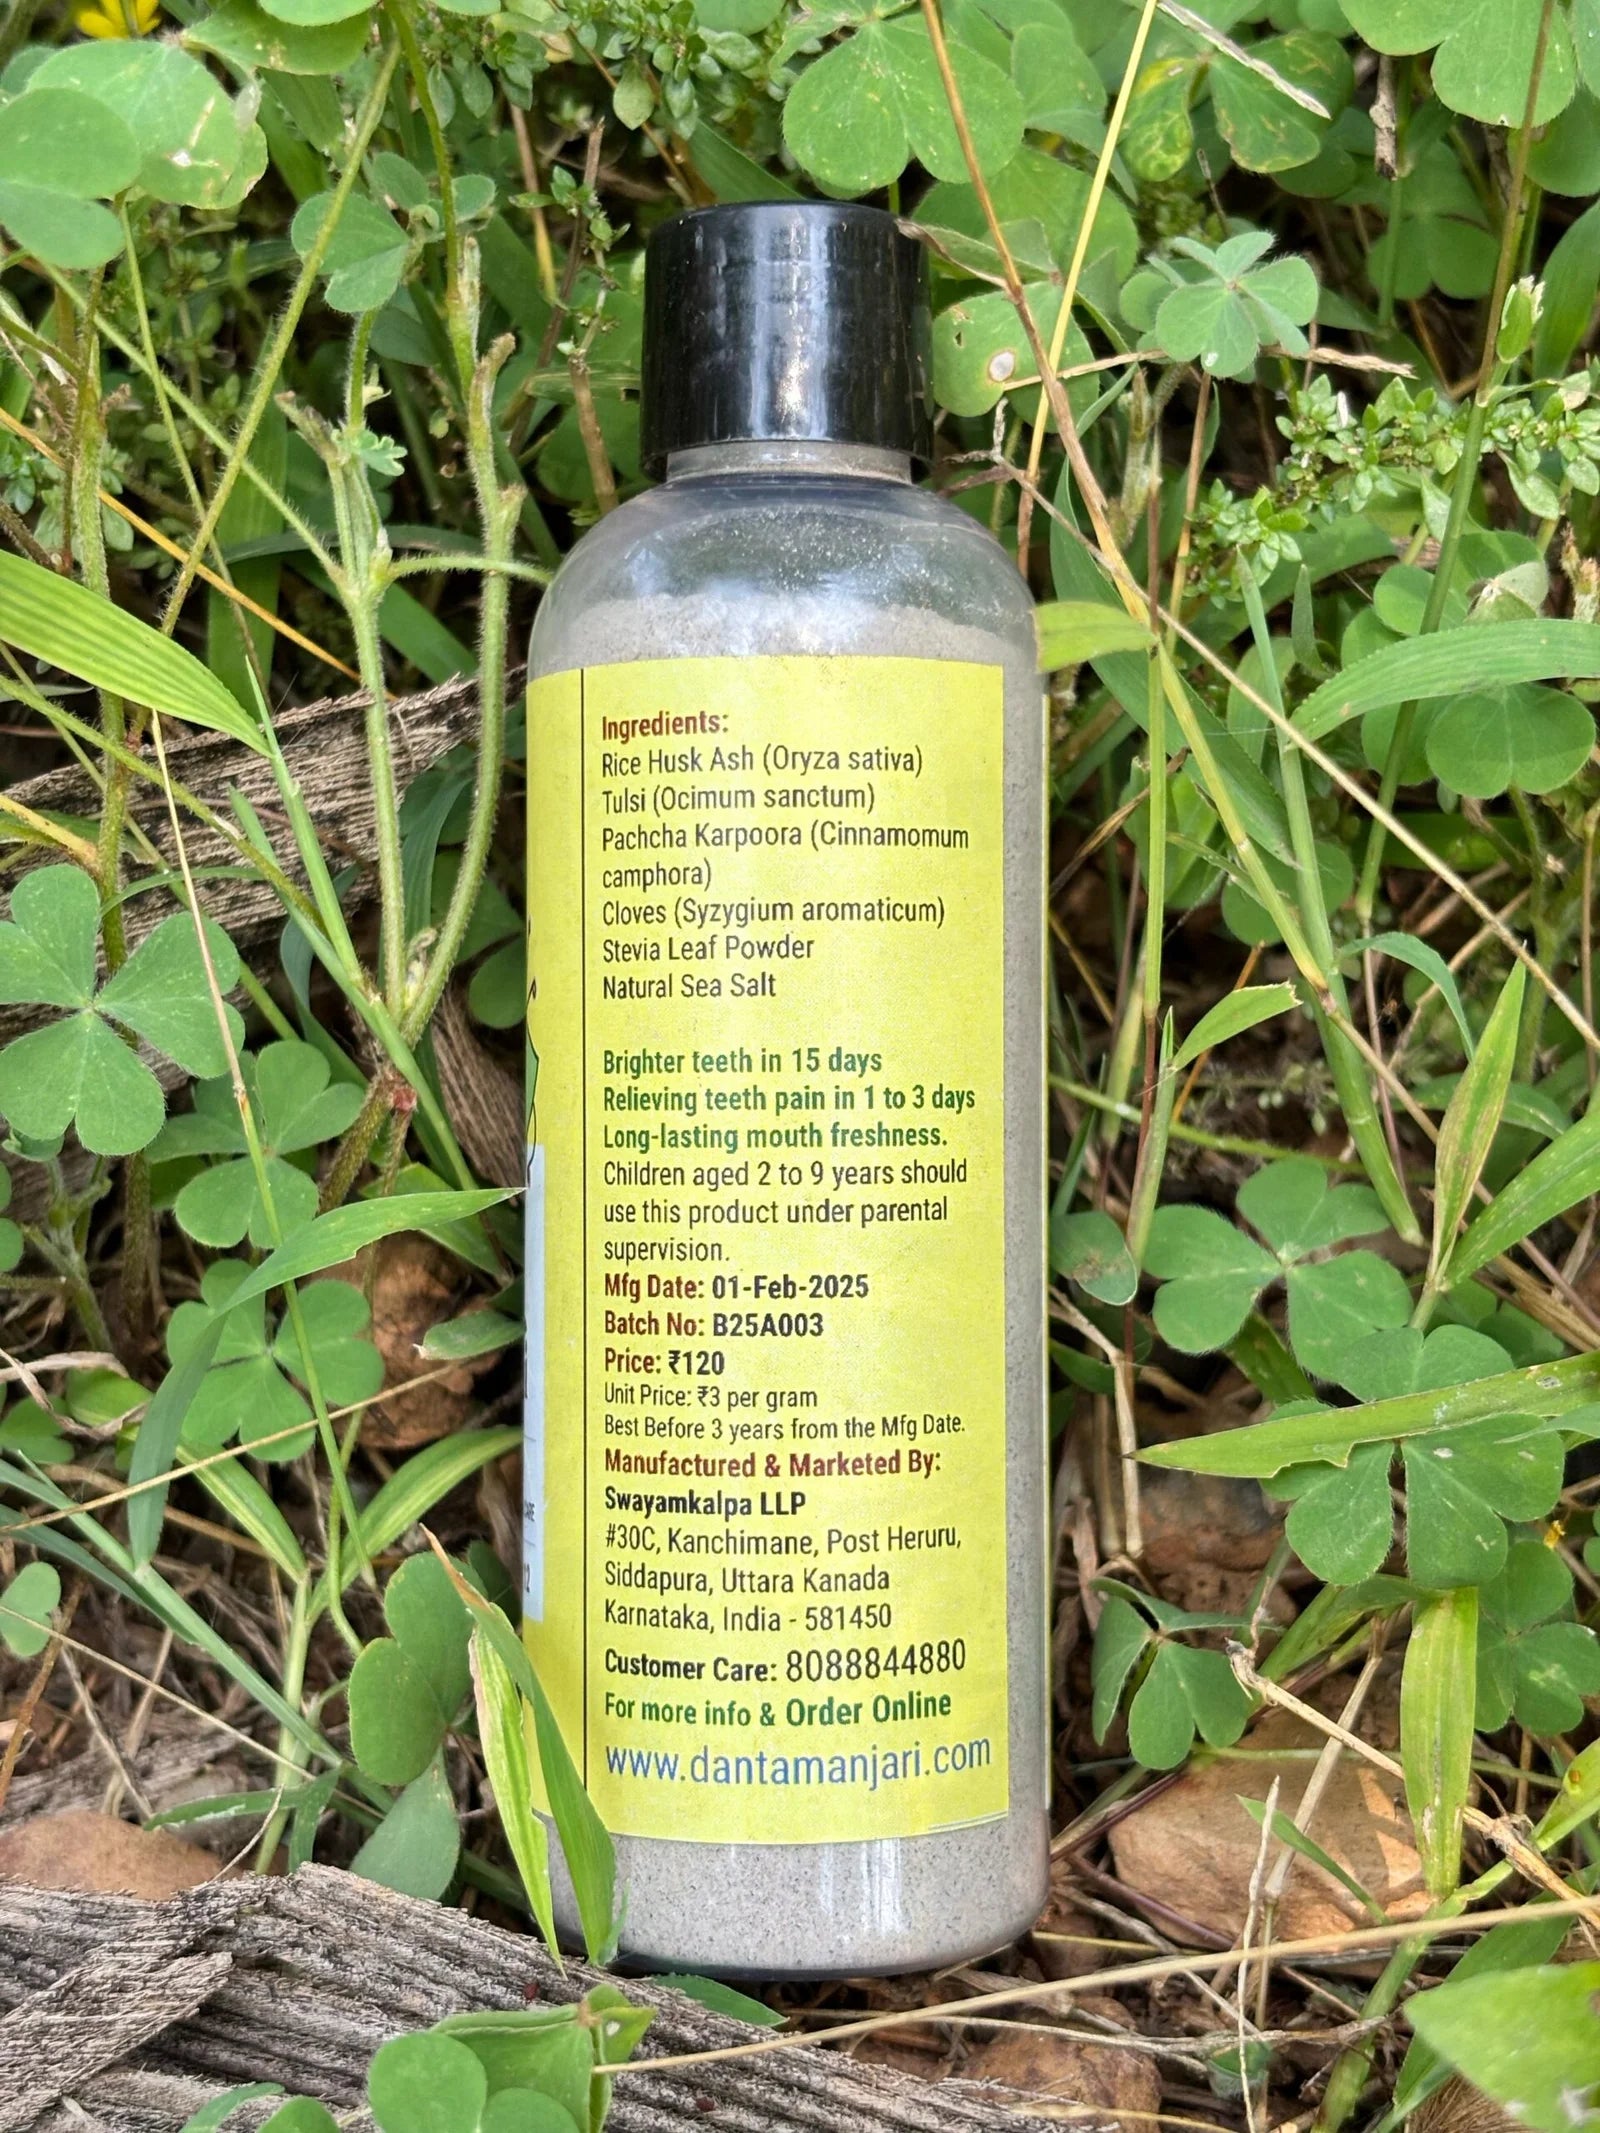 Ingredients:
Rice Husk Ash (Oryza sativa)
Tulsi (Ocimum sanctum)
Pachcha Karpoora (Cinnamomum
camphora)
Cloves (Syzygium aromaticum)
Stevia Leaf Powder
Natural Sea Salt
Brighter teeth in 15 days
Relieving teeth pain in 1 to 3 days
Long-lasting mouth freshness.
Children aged 2 to 9 years should
use this product under parental
supervision.
Mfg Date: 01-Feb-2025
Batch No: B25A003
Price: ₹120
Unit Price: ₹3 per gram
Best Before 3 years from the Mfg Date.
Manufactured & Marketed By:
Swayamkalpa LLP
#30C, Kanchimane, Post Heruru,
Siddapura, Uttara Kanada
Karnataka, India - 581450
Customer Care: 8088844880
For more info & Order Online
www.dantamanjari.com